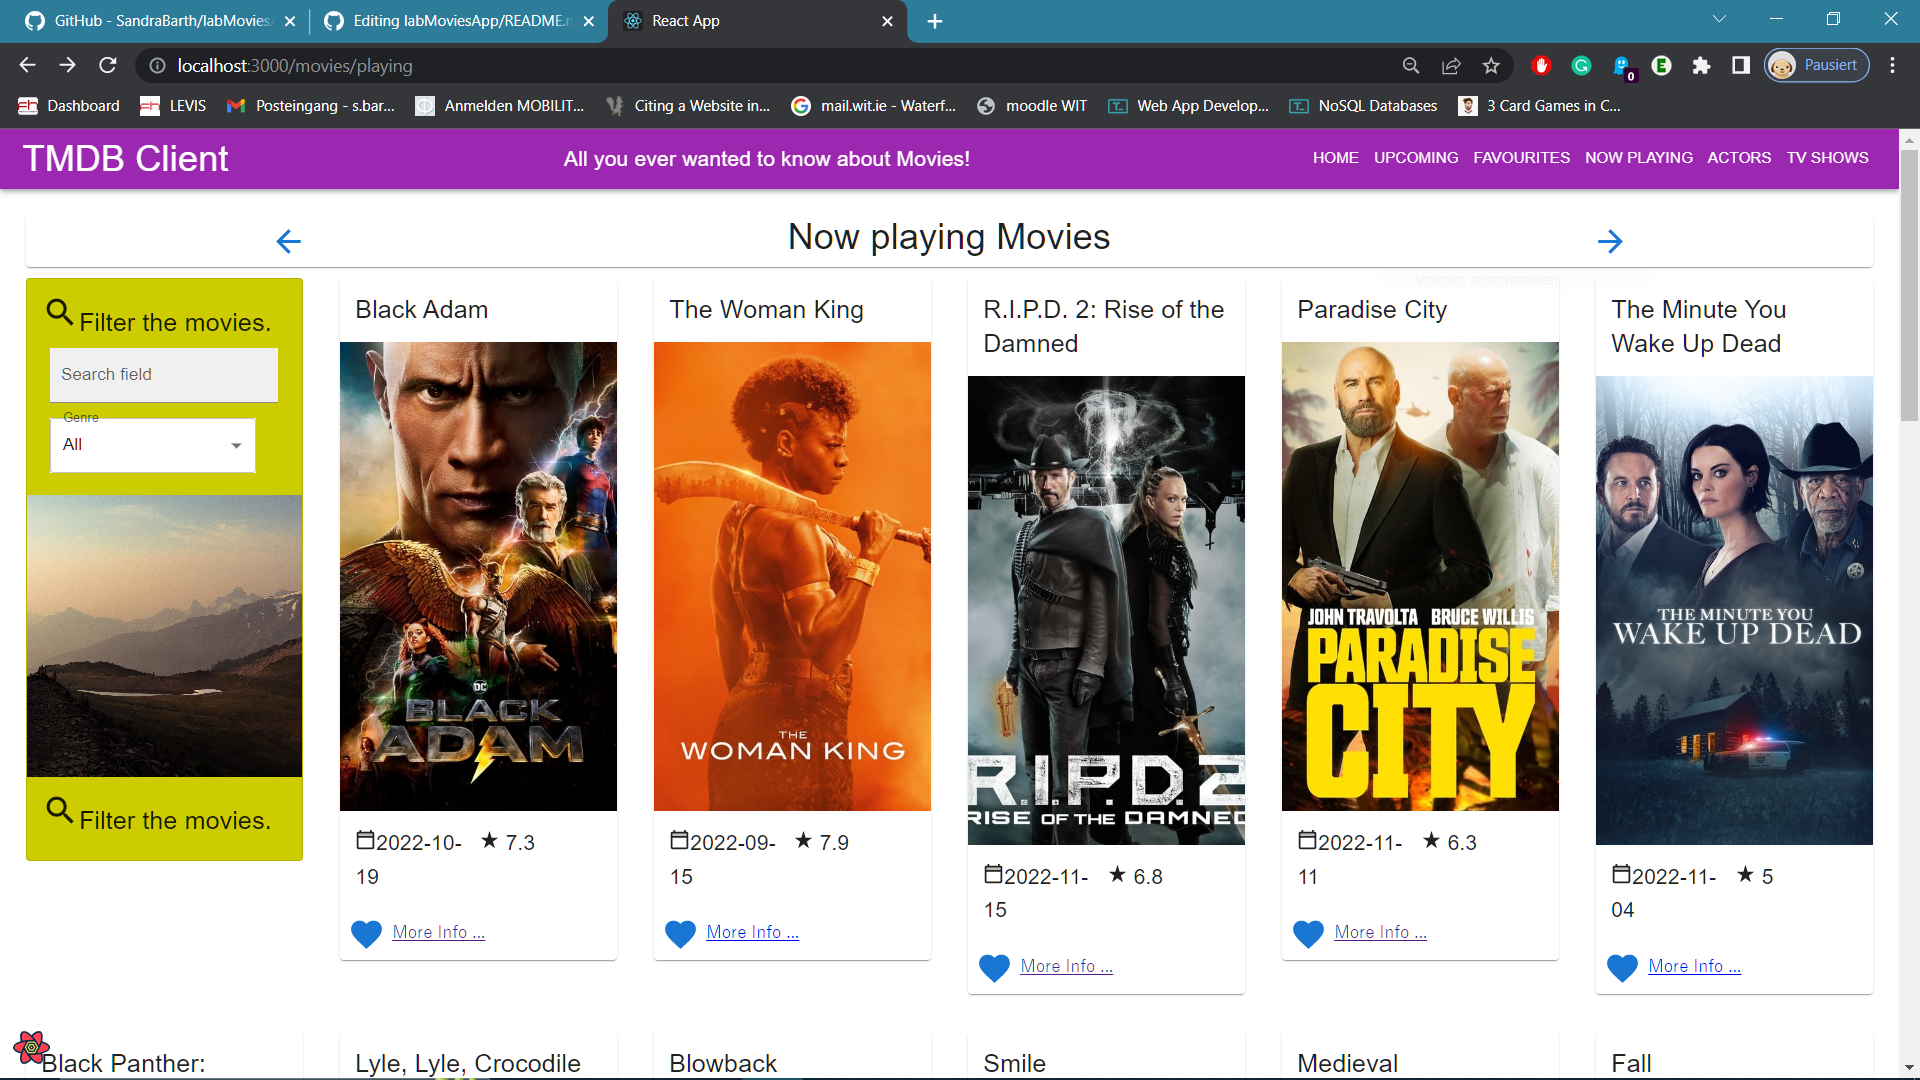 GitHub - SandraBarth/labMovies
Editing labMoviesApp/README.m
React App
localhost:3000/movies/playing
0
Pausiert
Dashboard
LEVIS
Posteingang - s.bar...
Anmelden MOBILIT...
Citing a Website in...
mail.wit.ie - Waterf...
moodle WIT
Web App Develop...
NoSQL Databases
3 Card Games in C...
TMDB Client
All you ever wanted to know about Movies!
HOME UPCOMING FAVOURITES NOW PLAYING ACTORS TV SHOWS
Now playing Movies
Vollbild ausschneiden
Filter the movies.
Search field
Genre
All
Filter the movies.
Black Adam
DC
BLACK
ADAM
2022-10-
19
7.3
More Info ...
The Woman King
THE
WOMAN KING
2022-09-
15
7.9
More Info ...
R.I.P.D. 2: Rise of the
Damned
R.I.P.D.2
RISE OF THE DAMNED
2022-11-
15
6.8
More Info ...
Paradise City
JOHN TRAVOLTA BRUCE WILLIS
PARADISE
CITY
2022-11-
11
6.3
More Info ...
The Minute You
Wake Up Dead
THE MINUTE YOU
WAKE UP DEAD
2022-11-
04
5
More Info ...
Black Panther:
Lyle, Lyle, Crocodile
Blowback
Smile
Medieval
Fall